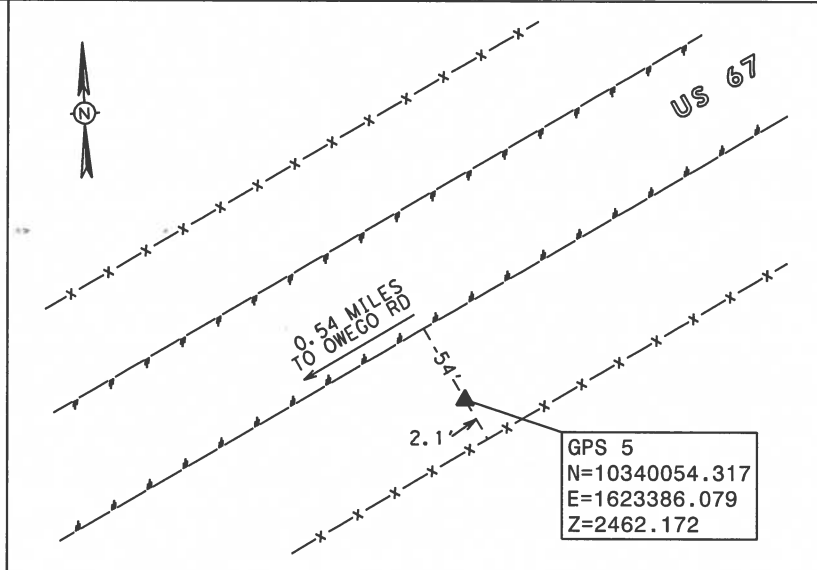 N
US 67
0.54 MILES
TO OWEGO RD
54'
2.1'
GPS 5
N=10340054.317
E=1623386.079
Z=2462.172